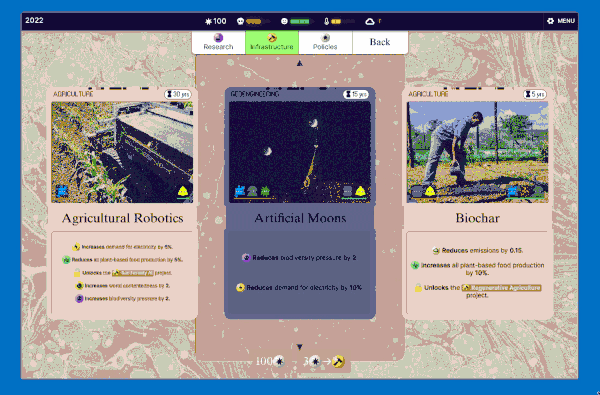 2022
100
MENU
Research
Infrastructure
Policies
Back
AGRICULTURE
30 yrs
Agricultural Robotics
Increases demand for electricity by 5%.
Reduces all plant-based food production by 5%.
Unlocks the project.
Increases world contentedness by 3.
Increases biodiversity pressure by 2.
GEOENGINEERING
15 yrs
Artificial Moons
Reduces biodiversity pressure by 2
Reduces demand for electricity by 10%
AGRICULTURE
5 yrs
Biochar
Reduces emissions by 0.15.
Increases all plant-based food production
by 10%.
Unlocks the Regenerative Agriculture
project.
100
3